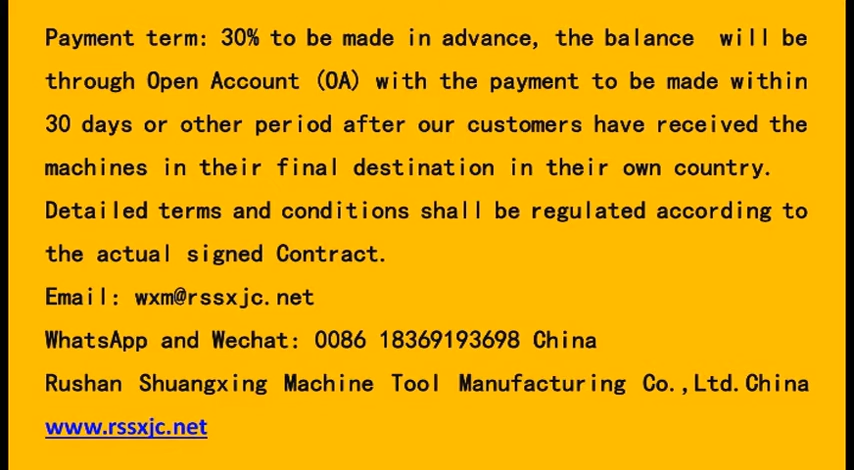 Payment term: 30% to be made in advance, the balance will be
through Open Account (OA) with the payment to be made within
30 days or other period after our customers have received the
machines in their final destination in their own country.
Detailed terms and conditions shall be regulated according to
the actual signed Contract.
Email: wxm@rssxjc.net
WhatsApp and Wechat: 0086 18369193698 China
Rushan Shuangxing Machine Tool Manufacturing Co.,Ltd.China
www.rssxjc.net